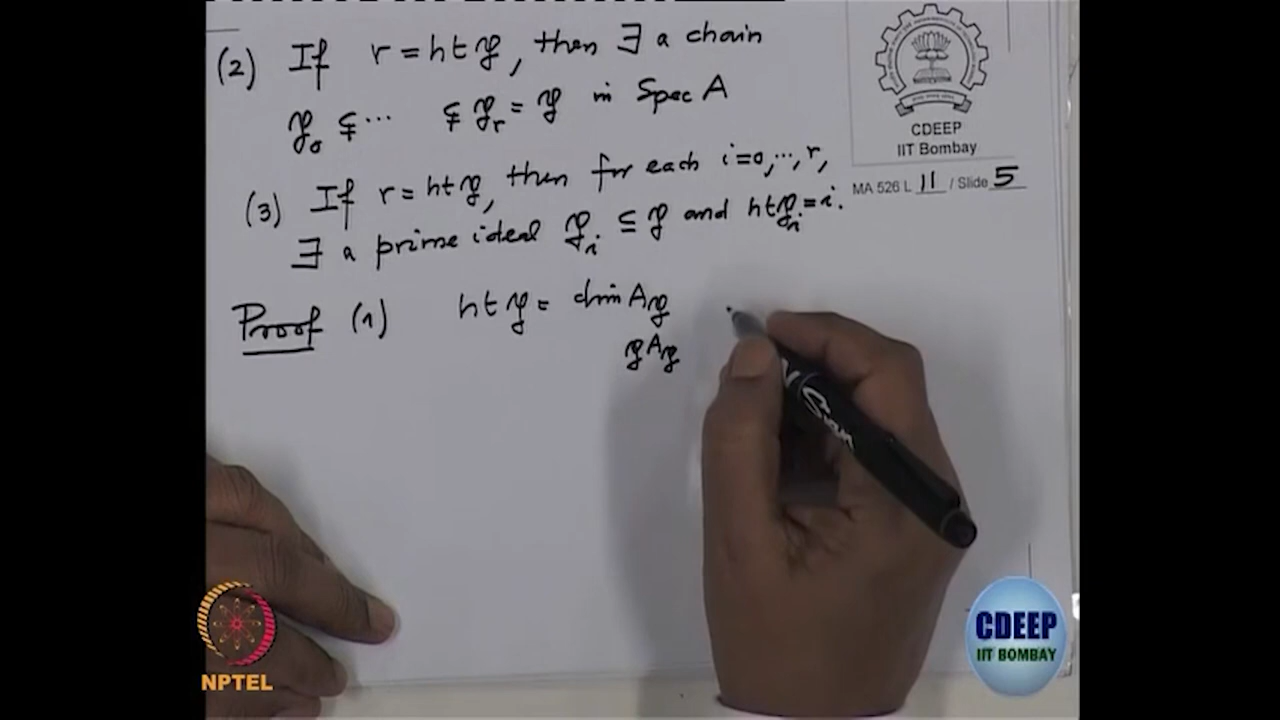 (2) If r = ht 𝔭, then ∃ a chain
𝔭₀ ⊊ ··· ⊊ 𝔭ᵣ = 𝔭 in Spec A
(3) If r = ht 𝔭, then for each i=0,···,r,
∃ a prime ideal 𝔭ᵢ ⊆ 𝔭 and ht 𝔭ᵢ = i.
Proof (1) ht 𝔭 = dim A𝔭
𝔭A𝔭
CDEEP
IIT Bombay
MA 526 L 11 / Slide 5
NPTEL
CDEEP
IIT BOMBAY